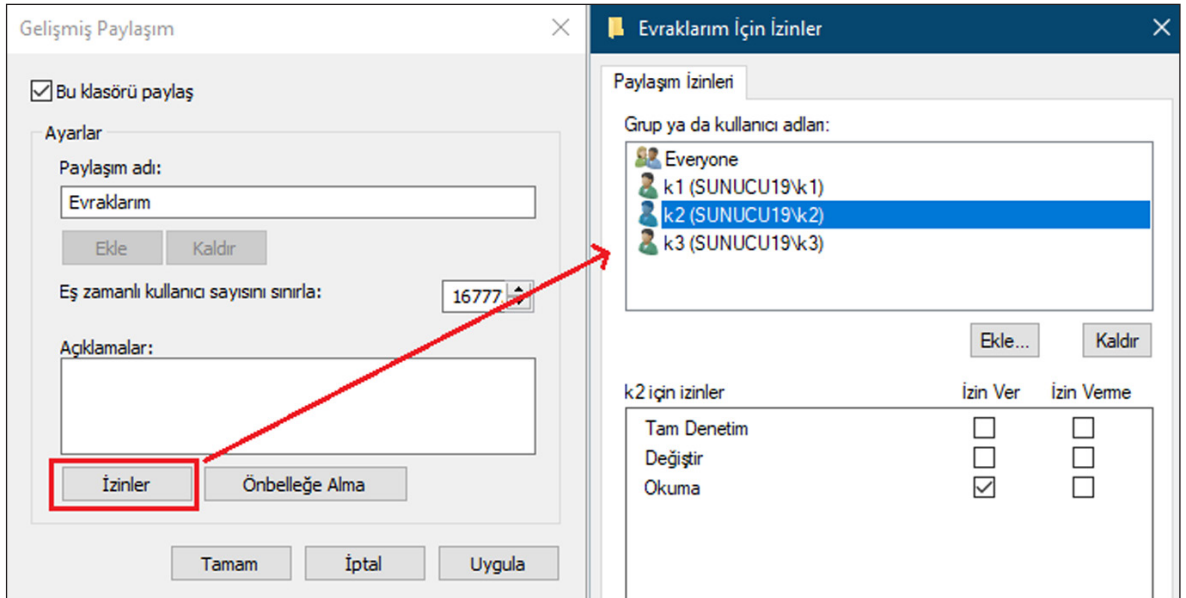 Gelişmiş Paylaşım
Bu klasörü paylaş
Ayarlar
Paylaşım adı:
Evraklarım
Ekle Kaldır
Eş zamanlı kullanıcı sayısını sınırla:
16777
Açıklamalar:
İzinler Önbelleğe Alma
Tamam İptal Uygula
Evraklarım İçin İzinler
Paylaşım İzinleri
Grup ya da kullanıcı adları:
Everyone
k1 (SUNUCU19\k1)
k2 (SUNUCU19\k2)
k3 (SUNUCU19\k3)
Ekle... Kaldır
k2 için izinler İzin Ver İzin Verme
Tam Denetim
Değiştir
Okuma